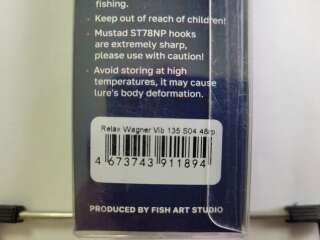 fishing.
- Keep out of reach of children!
- Mustad ST78NP hooks
are extremely sharp,
please use with caution!
- Avoid storing at high
temperatures, it may cause
lure's body deformation.
Relax Wagner Vib 135 S04 46гр
4 673743 911894
PRODUCED BY FISH ART STUDIO